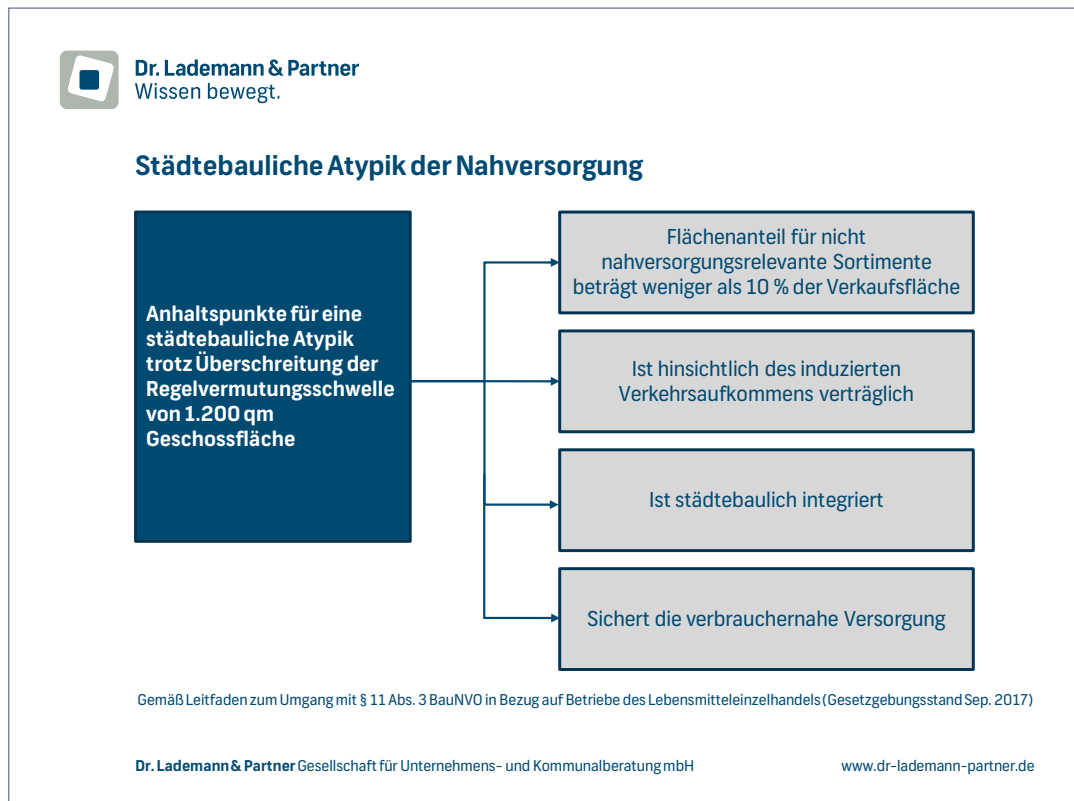 Dr. Lademann & Partner
Wissen bewegt.
Städtebauliche Atypik der Nahversorgung
Anhaltspunkte für eine
städtebauliche Atypik
trotz Überschreitung der
Regelvermutungsschwelle
von 1.200 qm
Geschossfläche
Flächenanteil für nicht
nahversorgungsrelevante Sortimente
beträgt weniger als 10 % der Verkaufsfläche
Ist hinsichtlich des induzierten
Verkehrsaufkommens verträglich
Ist städtebaulich integriert
Sichert die verbrauchernahe Versorgung
Gemäß Leitfaden zum Umgang mit § 11 Abs. 3 BauNVO in Bezug auf Betriebe des Lebensmitteleinzelhandels (Gesetzgebungsstand Sep. 2017)
Dr. Lademann & Partner Gesellschaft für Unternehmens- und Kommunalberatung mbH
www.dr-lademann-partner.de